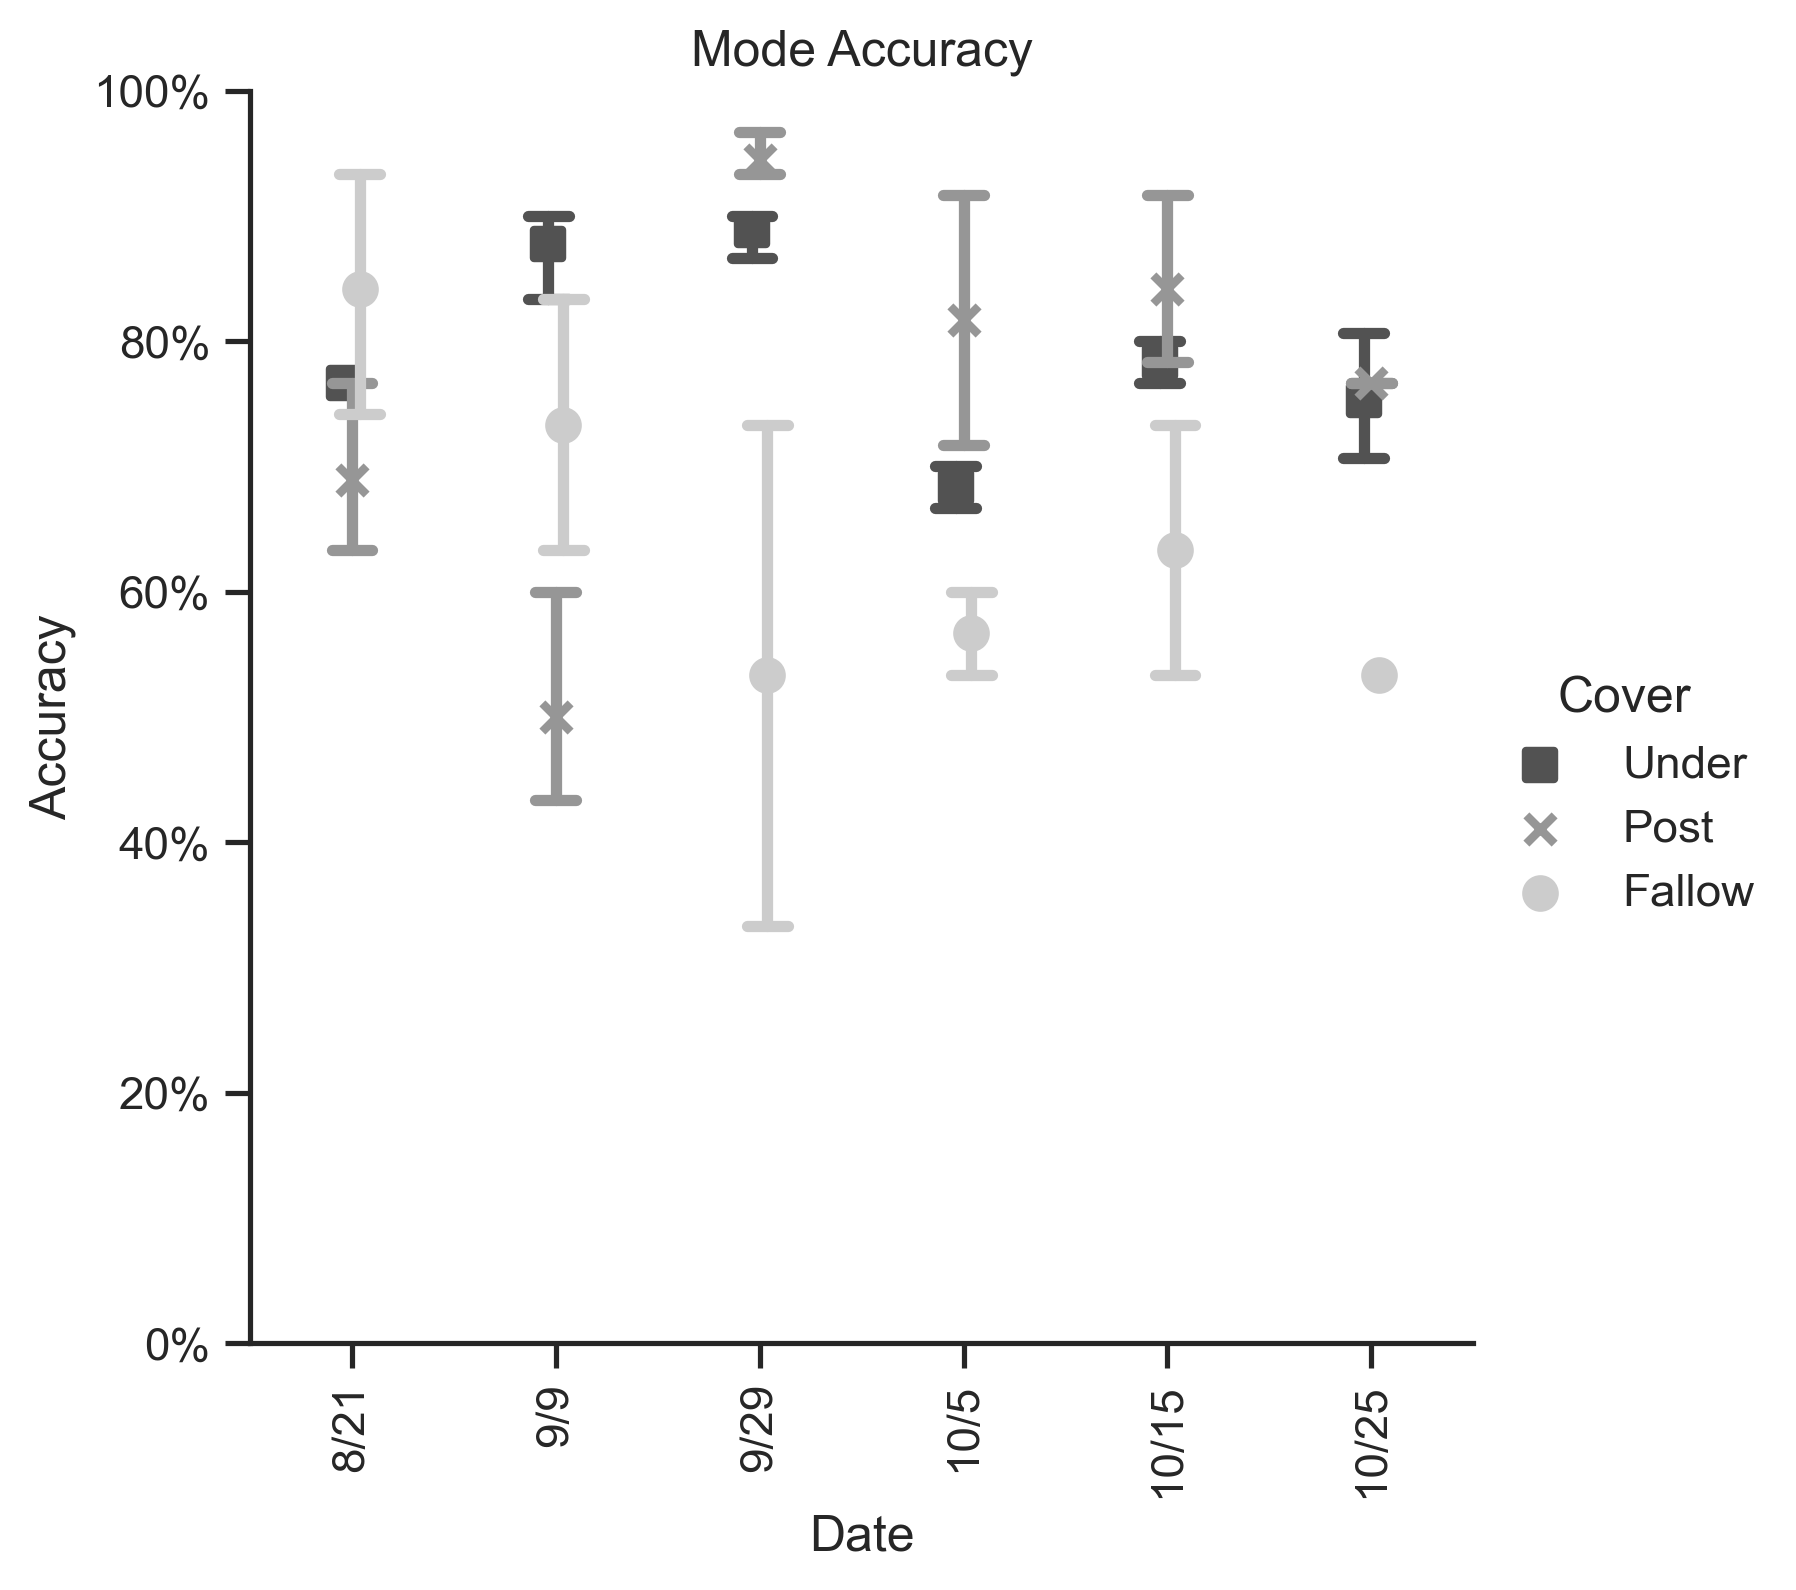 Mode Accuracy
100%
80%
60%
40%
20%
0%
Accuracy
8/21
9/9
9/29
10/5
10/15
10/25
Date
Cover
Under
Post
Fallow